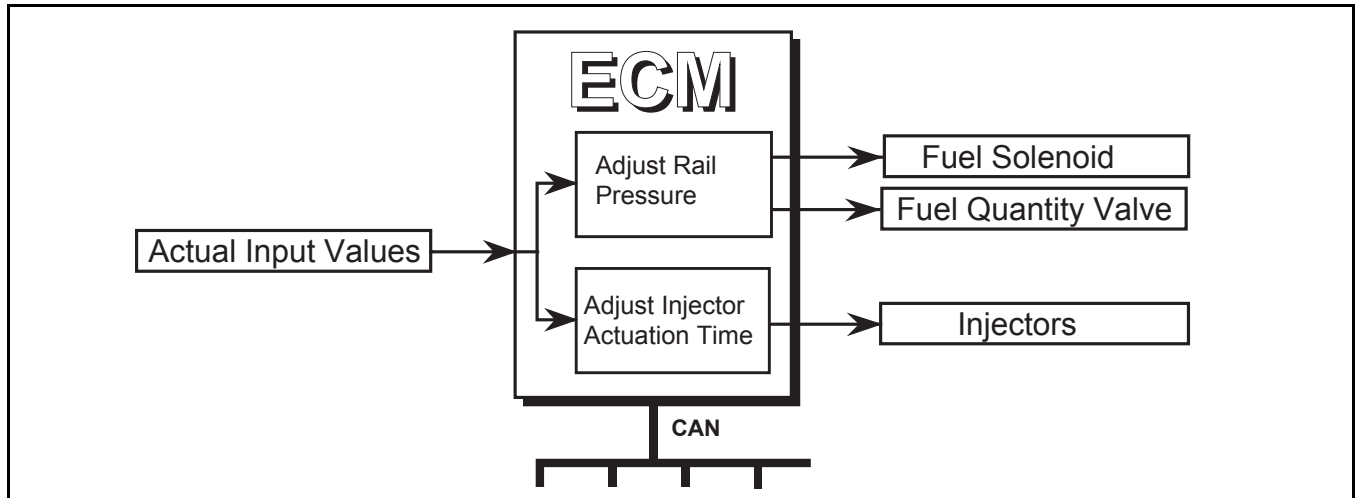 ECM
Adjust Rail
Pressure
Fuel Solenoid
Fuel Quantity Valve
Actual Input Values
Adjust Injector
Actuation Time
Injectors
CAN